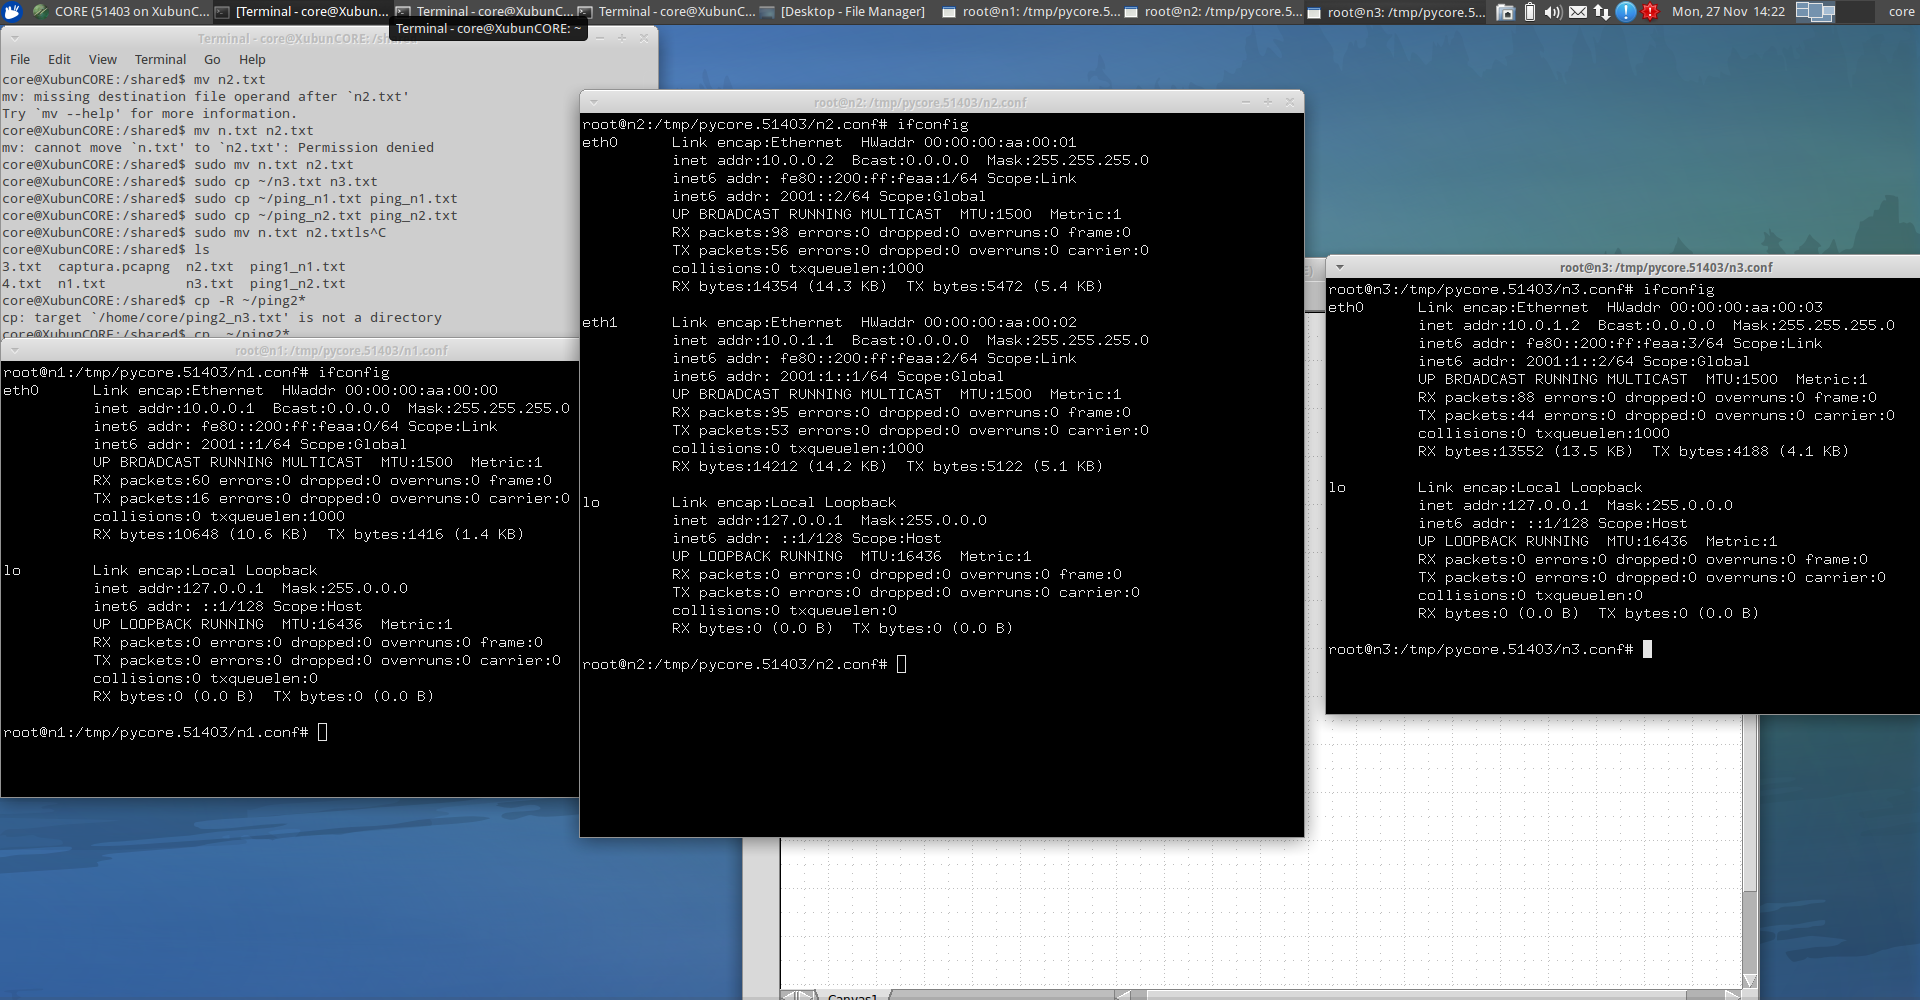 CORE (51403 on XubunC...
[Terminal - core@Xubun...
Terminal - core@XubunC...
Terminal - core@XubunC...
[Desktop - File Manager]
root@n1: /tmp/pycore.5...
root@n2: /tmp/pycore.5...
root@n3: /tmp/pycore.5...
Mon, 27 Nov 14:22
core
Terminal - core@XubunCORE: ~
Terminal - core@XubunCORE: /sha
File Edit View Terminal Go Help
core@XubunCORE:/shared$ mv n2.txt
mv: missing destination file operand after `n2.txt'
Try `mv --help' for more information.
core@XubunCORE:/shared$ mv n.txt n2.txt
mv: cannot move `n.txt' to `n2.txt': Permission denied
core@XubunCORE:/shared$ sudo mv n.txt n2.txt
core@XubunCORE:/shared$ sudo cp ~/n3.txt n3.txt
core@XubunCORE:/shared$ sudo cp ~/ping_n1.txt ping_n1.txt
core@XubunCORE:/shared$ sudo cp ~/ping_n2.txt ping_n2.txt
core@XubunCORE:/shared$ sudo mv n.txt n2.txtls^C
core@XubunCORE:/shared$ ls
3.txt  captura.pcapng  n2.txt  ping1_n1.txt
4.txt  n1.txt          n3.txt  ping1_n2.txt
core@XubunCORE:/shared$ cp -R ~/ping2*
cp: target `/home/core/ping2_n3.txt' is not a directory
core@XubunCORE:/shared$ cp  ~/ping2*
root@n1: /tmp/pycore.51403/n1.conf
root@n1:/tmp/pycore.51403/n1.conf# ifconfig
eth0      Link encap:Ethernet  HWaddr 00:00:00:aa:00:00
          inet addr:10.0.0.1  Bcast:0.0.0.0  Mask:255.255.255.0
          inet6 addr: fe80::200:ff:feaa:0/64 Scope:Link
          inet6 addr: 2001::1/64 Scope:Global
          UP BROADCAST RUNNING MULTICAST  MTU:1500  Metric:1
          RX packets:60 errors:0 dropped:0 overruns:0 frame:0
          TX packets:16 errors:0 dropped:0 overruns:0 carrier:0
          collisions:0 txqueuelen:1000
          RX bytes:10648 (10.6 KB)  TX bytes:1416 (1.4 KB)
lo        Link encap:Local Loopback
          inet addr:127.0.0.1  Mask:255.0.0.0
          inet6 addr: ::1/128 Scope:Host
          UP LOOPBACK RUNNING  MTU:16436  Metric:1
          RX packets:0 errors:0 dropped:0 overruns:0 frame:0
          TX packets:0 errors:0 dropped:0 overruns:0 carrier:0
          collisions:0 txqueuelen:0
          RX bytes:0 (0.0 B)  TX bytes:0 (0.0 B)
root@n1:/tmp/pycore.51403/n1.conf#
root@n2: /tmp/pycore.51403/n2.conf
root@n2:/tmp/pycore.51403/n2.conf# ifconfig
eth0      Link encap:Ethernet  HWaddr 00:00:00:aa:00:01
          inet addr:10.0.0.2  Bcast:0.0.0.0  Mask:255.255.255.0
          inet6 addr: fe80::200:ff:feaa:1/64 Scope:Link
          inet6 addr: 2001::2/64 Scope:Global
          UP BROADCAST RUNNING MULTICAST  MTU:1500  Metric:1
          RX packets:98 errors:0 dropped:0 overruns:0 frame:0
          TX packets:56 errors:0 dropped:0 overruns:0 carrier:0
          collisions:0 txqueuelen:1000
          RX bytes:14354 (14.3 KB)  TX bytes:5472 (5.4 KB)
eth1      Link encap:Ethernet  HWaddr 00:00:00:aa:00:02
          inet addr:10.0.1.1  Bcast:0.0.0.0  Mask:255.255.255.0
          inet6 addr: fe80::200:ff:feaa:2/64 Scope:Link
          inet6 addr: 2001:1::1/64 Scope:Global
          UP BROADCAST RUNNING MULTICAST  MTU:1500  Metric:1
          RX packets:95 errors:0 dropped:0 overruns:0 frame:0
          TX packets:53 errors:0 dropped:0 overruns:0 carrier:0
          collisions:0 txqueuelen:1000
          RX bytes:14212 (14.2 KB)  TX bytes:5122 (5.1 KB)
lo        Link encap:Local Loopback
          inet addr:127.0.0.1  Mask:255.0.0.0
          inet6 addr: ::1/128 Scope:Host
          UP LOOPBACK RUNNING  MTU:16436  Metric:1
          RX packets:0 errors:0 dropped:0 overruns:0 frame:0
          TX packets:0 errors:0 dropped:0 overruns:0 carrier:0
          collisions:0 txqueuelen:0
          RX bytes:0 (0.0 B)  TX bytes:0 (0.0 B)
root@n2:/tmp/pycore.51403/n2.conf#
root@n3: /tmp/pycore.51403/n3.conf
root@n3:/tmp/pycore.51403/n3.conf# ifconfig
eth0      Link encap:Ethernet  HWaddr 00:00:00:aa:00:03
          inet addr:10.0.1.2  Bcast:0.0.0.0  Mask:255.255.255.0
          inet6 addr: fe80::200:ff:feaa:3/64 Scope:Link
          inet6 addr: 2001:1::2/64 Scope:Global
          UP BROADCAST RUNNING MULTICAST  MTU:1500  Metric:1
          RX packets:88 errors:0 dropped:0 overruns:0 frame:0
          TX packets:44 errors:0 dropped:0 overruns:0 carrier:0
          collisions:0 txqueuelen:1000
          RX bytes:13552 (13.5 KB)  TX bytes:4188 (4.1 KB)
lo        Link encap:Local Loopback
          inet addr:127.0.0.1  Mask:255.0.0.0
          inet6 addr: ::1/128 Scope:Host
          UP LOOPBACK RUNNING  MTU:16436  Metric:1
          RX packets:0 errors:0 dropped:0 overruns:0 frame:0
          TX packets:0 errors:0 dropped:0 overruns:0 carrier:0
          collisions:0 txqueuelen:0
          RX bytes:0 (0.0 B)  TX bytes:0 (0.0 B)
root@n3:/tmp/pycore.51403/n3.conf#
Canvas1